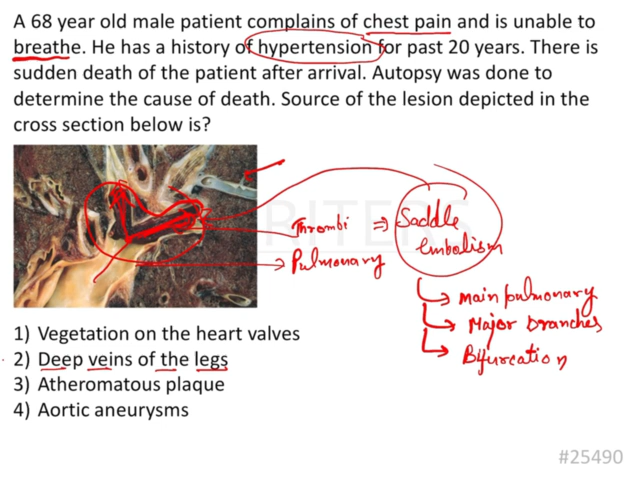 A 68 year old male patient complains of chest pain and is unable to
breathe. He has a history of hypertension for past 20 years. There is
sudden death of the patient after arrival. Autopsy was done to
determine the cause of death. Source of the lesion depicted in the
cross section below is?
Thrombi ⇒ Saddle
embolism
Pulmonary
Main pulmonary
Major branches
Bifurcation
1) Vegetation on the heart valves
2) Deep veins of the legs
3) Atheromatous plaque
4) Aortic aneurysms
#25490